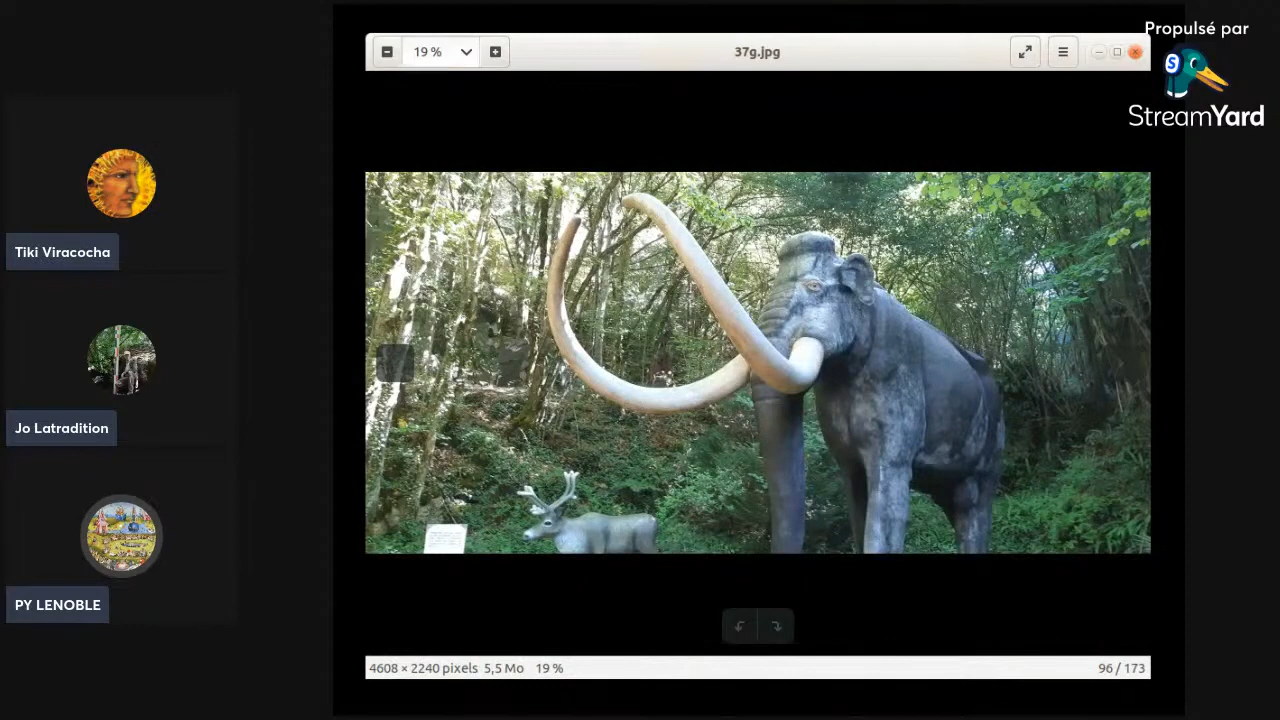 19 %
37g.jpg
Propulsé par
StreamYard
Tiki Viracocha
Jo Latradition
PY LENOBLE
4608 × 2240 pixels 5,5 Mo 19 %
96 / 173